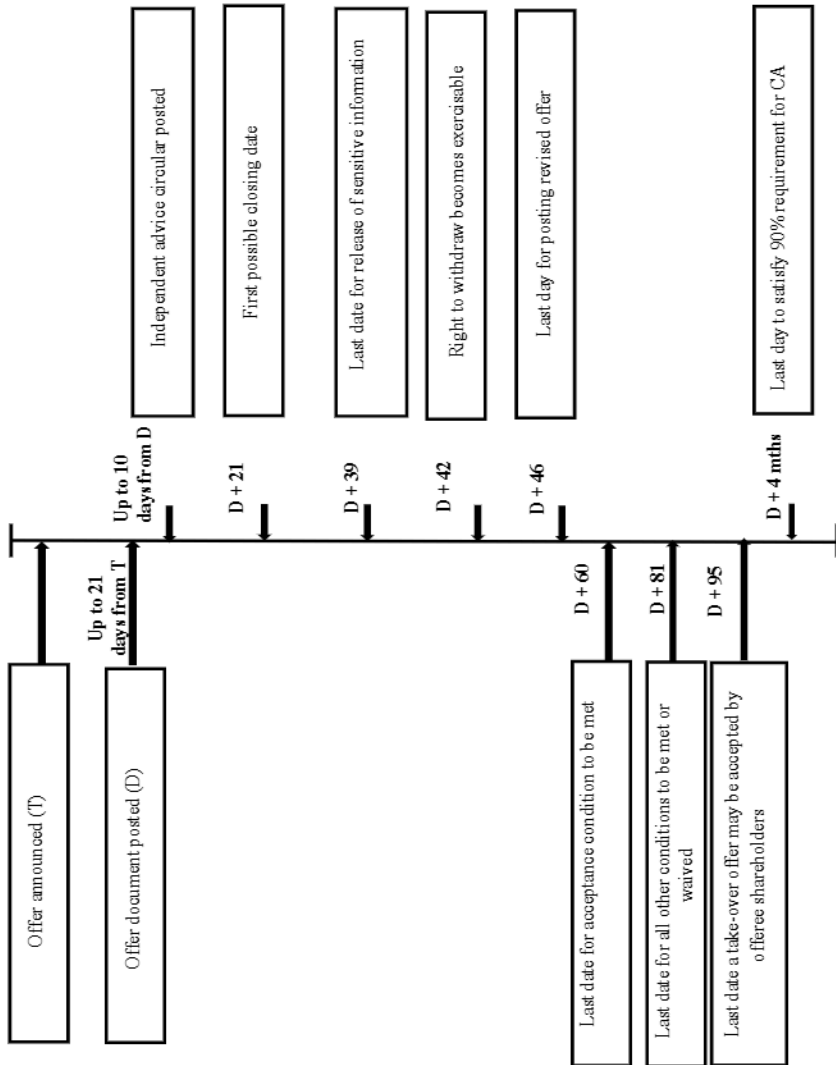 Offer announced (T)
Up to 21
days from T
Offer document posted (D)
Up to 10
days from D
Independent advice circular posted
D + 21
First possible closing date
D + 39
Last date for release of sensitive information
D + 42
Right to withdraw becomes exercisable
D + 46
Last day for posting revised offer
D + 60
Last date for acceptance condition to be met
D + 81
Last date for all other conditions to be met or
waived
D + 95
Last date a take-over offer may be accepted by
offeree shareholders
D + 4 mths
Last day to satisfy 90% requirement for CA